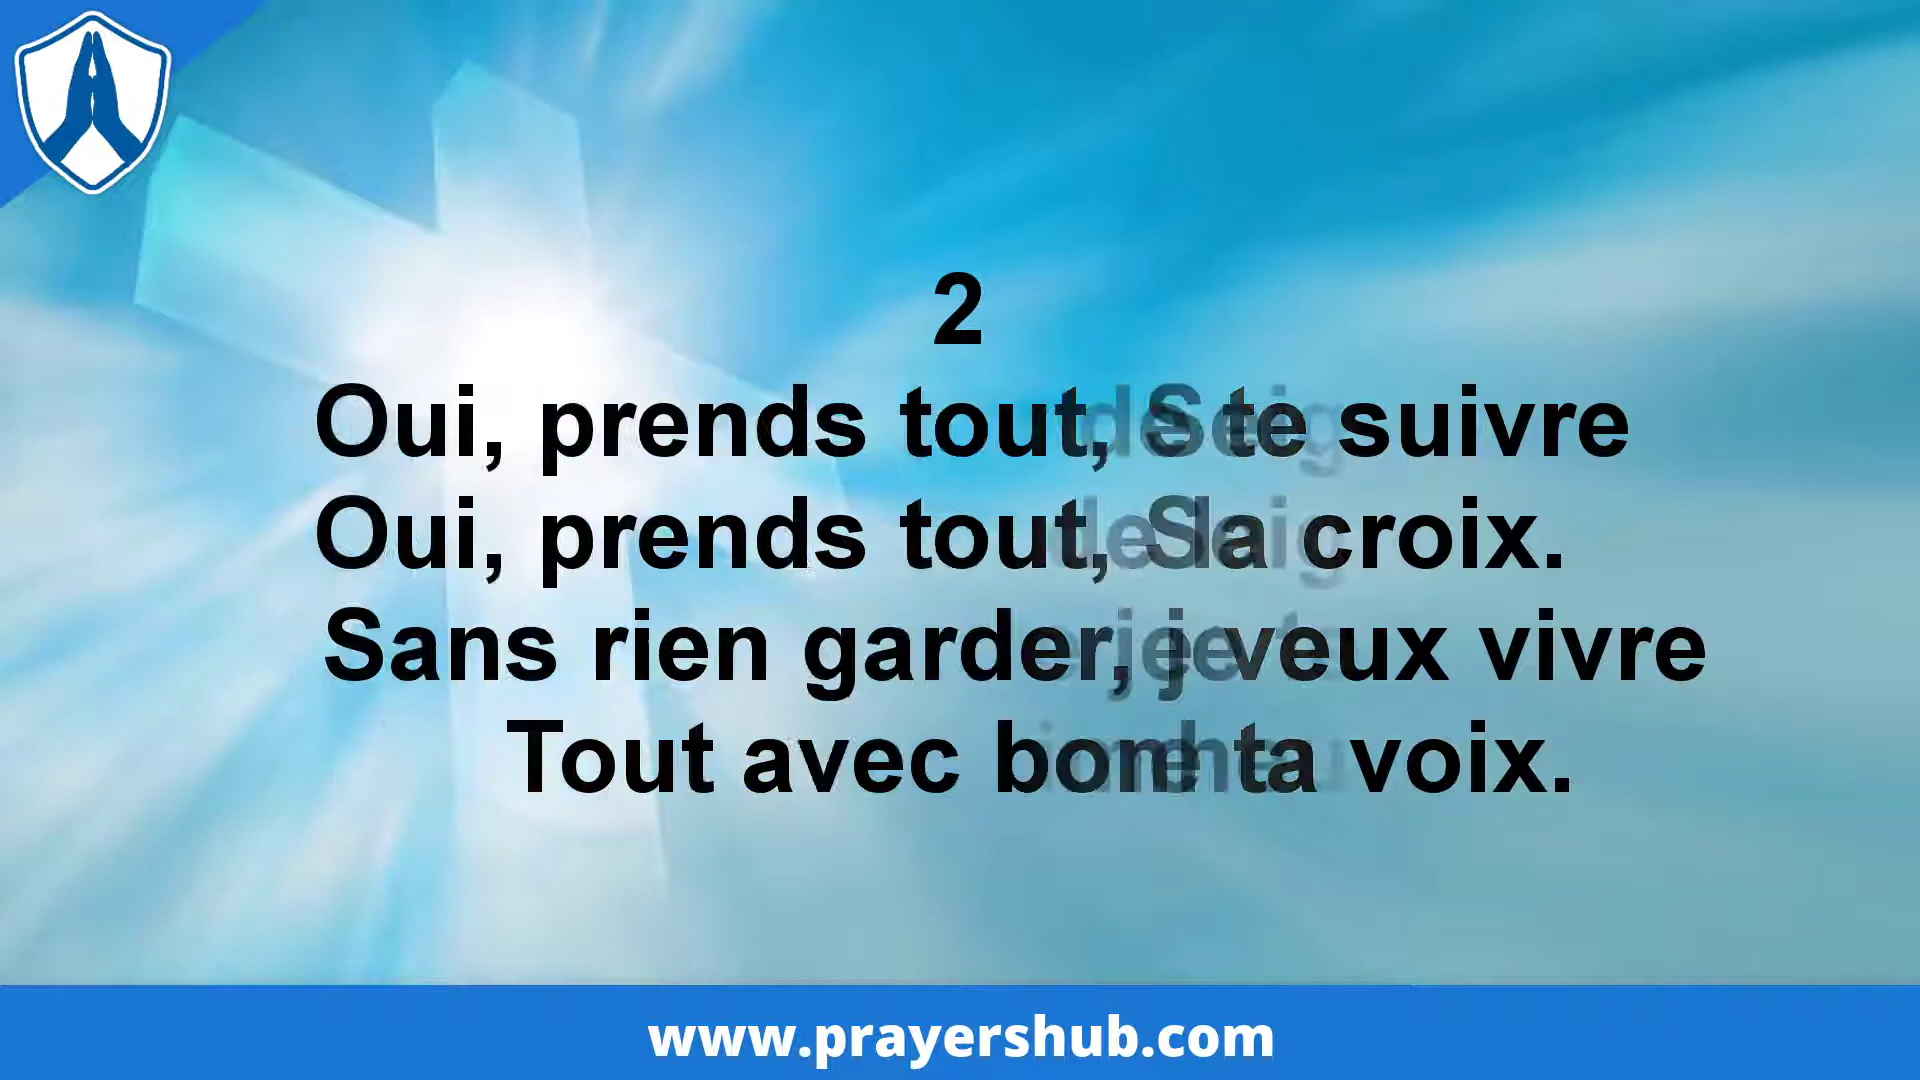 2
Oui, prends tout, te suivre
Oui, prends tout, la croix.
Sans rien garder, je veux vivre
Tout avec ta voix.
www.prayershub.com